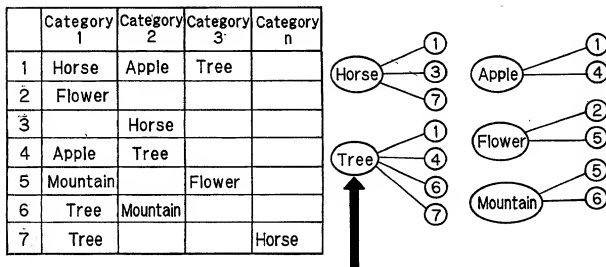 Category 1 Category 2 Category 3 Category n
1 Horse Apple Tree
2 Flower
3 Horse
4 Apple Tree
5 Mountain Flower
6 Tree Mountain
7 Tree Horse
Horse 1 3 7
Tree 1 4 6 7
Apple 1 4
Flower 2 5
Mountain 5 6